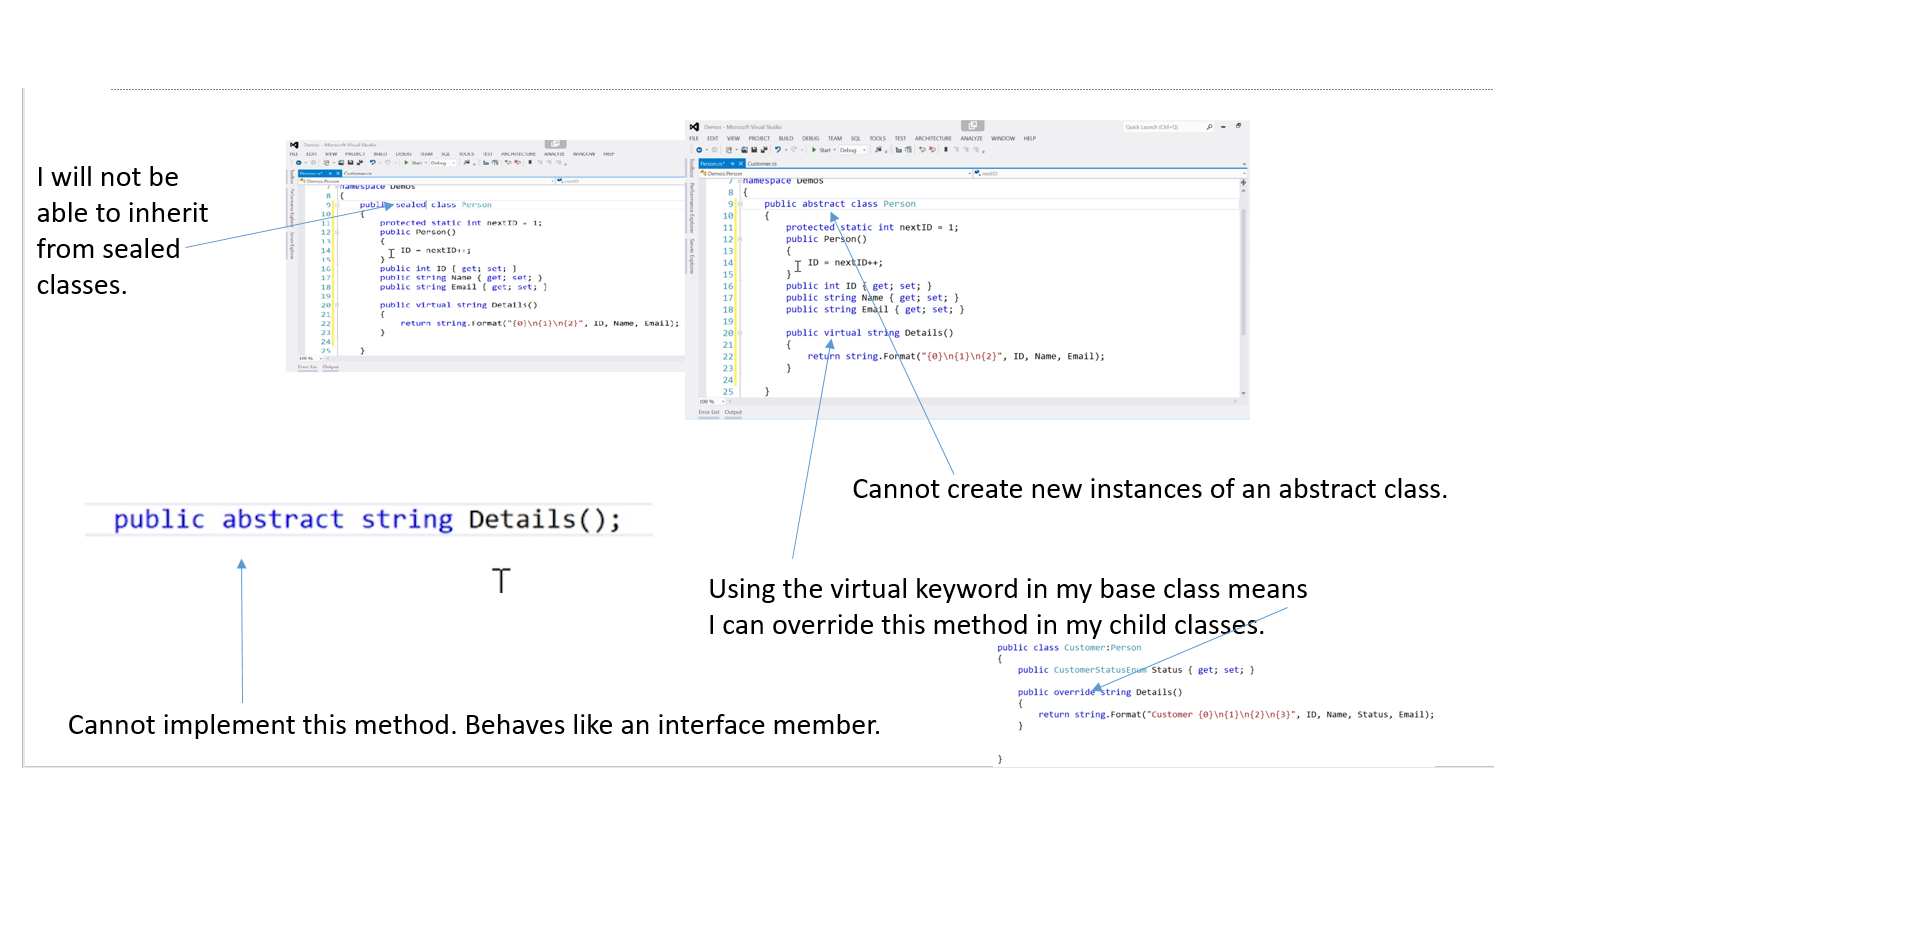 I will not be
able to inherit
from sealed
classes.
Demos - Microsoft Visual Studio
FILE EDIT VIEW PROJECT BUILD DEBUG TEAM SQL TOOLS TEST ARCHITECTURE ANALYZE WINDOW HELP
Start Debug
Person.cs* Customer.cs
Demos.Person nextID
7 namespace Demos
8 {
9 public sealed class Person
10 {
11 protected static int nextID = 1;
12 public Person()
13 {
14 ID = nextID++;
15 }
16 public int ID { get; set; }
17 public string Name { get; set; }
18 public string Email { get; set; }
19
20 public virtual string Details()
21 {
22 return string.Format("{0}\n{1}\n{2}", ID, Name, Email);
23 }
24
25 }
100 %
Error List Output
Demos - Microsoft Visual Studio
Quick Launch (Ctrl+Q)
FILE EDIT VIEW PROJECT BUILD DEBUG TEAM SQL TOOLS TEST ARCHITECTURE ANALYZE WINDOW HELP
Start Debug
Person.cs* Customer.cs
Demos.Person nextID
Toolbox Performance Explorer Server Explorer
7 namespace Demos
8 {
9 public abstract class Person
10 {
11 protected static int nextID = 1;
12 public Person()
13 {
14 ID = nextID++;
15 }
16 public int ID { get; set; }
17 public string Name { get; set; }
18 public string Email { get; set; }
19
20 public virtual string Details()
21 {
22 return string.Format("{0}\n{1}\n{2}", ID, Name, Email);
23 }
24
25 }
100 %
Error List Output
Cannot create new instances of an abstract class.
public abstract string Details();
Using the virtual keyword in my base class means
I can override this method in my child classes.
public class Customer:Person
{
public CustomerStatusEnum Status { get; set; }
public override string Details()
{
return string.Format("Customer {0}\n{1}\n{2}\n{3}", ID, Name, Status, Email);
}
}
Cannot implement this method. Behaves like an interface member.